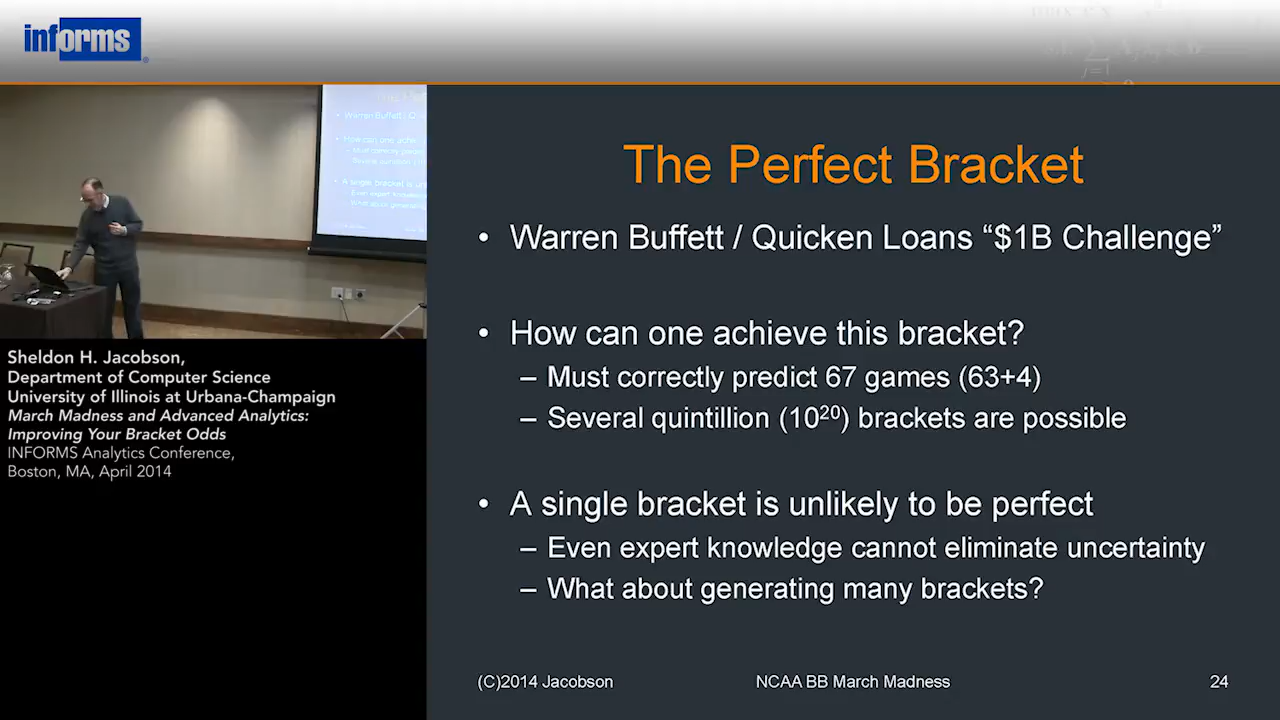 informs
Sheldon H. Jacobson,
Department of Computer Science
University of Illinois at Urbana-Champaign
March Madness and Advanced Analytics:
Improving Your Bracket Odds
INFORMS Analytics Conference,
Boston, MA, April 2014
The Perfect Bracket
• Warren Buffett / Quicken Loans “$1B Challenge”
• How can one achieve this bracket?
– Must correctly predict 67 games (63+4)
– Several quintillion (10²⁰) brackets are possible
• A single bracket is unlikely to be perfect
– Even expert knowledge cannot eliminate uncertainty
– What about generating many brackets?
(C)2014 Jacobson
NCAA BB March Madness
24